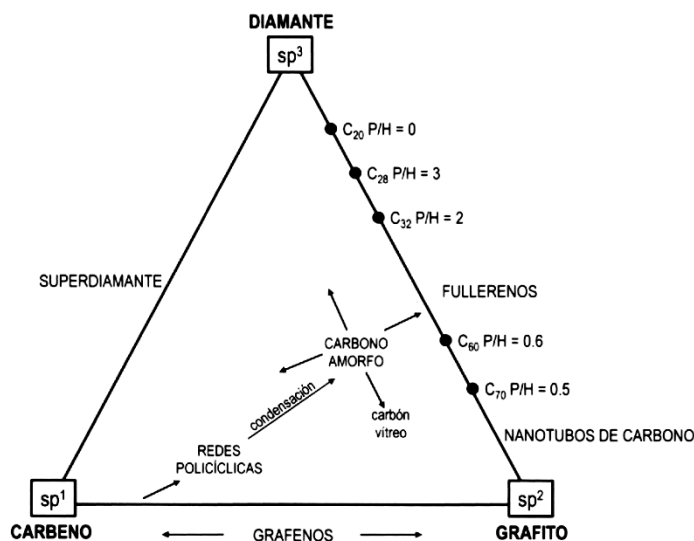 DIAMANTE
sp³
C₂₀ P/H = 0
C₂₈ P/H = 3
C₃₂ P/H = 2
SUPERDIAMANTE
FULLERENOS
CARBONO
AMORFO
C₆₀ P/H = 0.6
C₇₀ P/H = 0.5
condensación
carbón
vitreo
REDES
POLICÍCLICAS
NANOTUBOS DE CARBONO
sp¹
sp²
CARBENO
GRAFENOS
GRAFITO